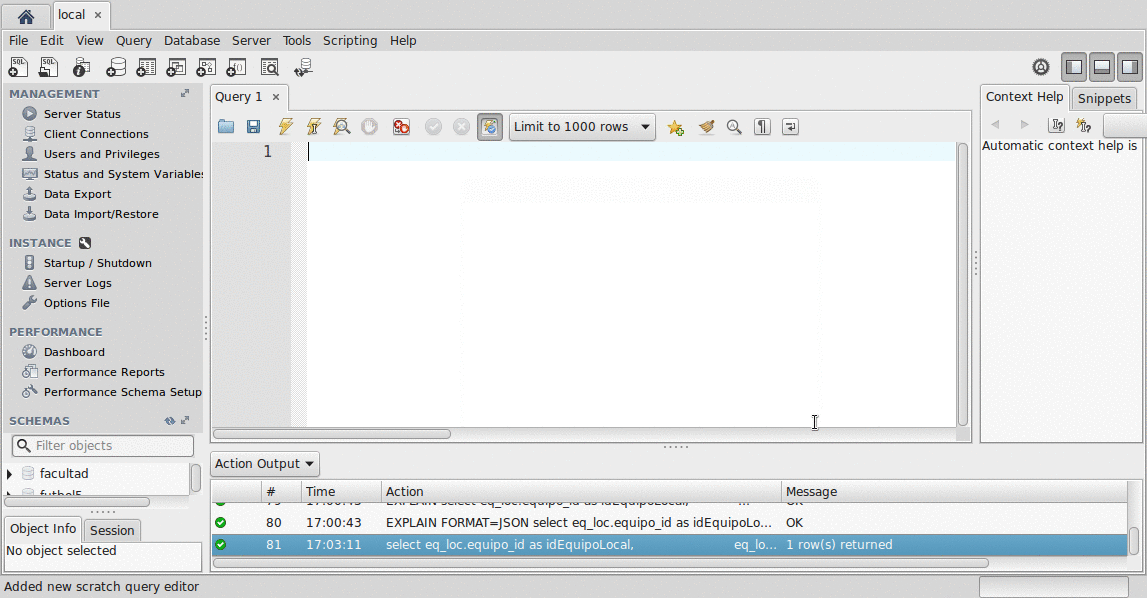 local ×
File Edit View Query Database Server Tools Scripting Help
MANAGEMENT
Server Status
Client Connections
Users and Privileges
Status and System Variables
Data Export
Data Import/Restore
INSTANCE
Startup / Shutdown
Server Logs
Options File
PERFORMANCE
Dashboard
Performance Reports
Performance Schema Setup
SCHEMAS
Filter objects
facultad
futbol5
Object Info Session
No object selected
Query 1 ×
Limit to 1000 rows
1
Context Help Snippets
Automatic context help is
Action Output
# Time Action Message
79 17:00:43 EXPLAIN select eq_loc.equipo_id as idEquipoLocal, ... OK
80 17:00:43 EXPLAIN FORMAT=JSON select eq_loc.equipo_id as idEquipoLo... OK
81 17:03:11 select eq_loc.equipo_id as idEquipoLocal, eq_lo... 1 row(s) returned
Added new scratch query editor